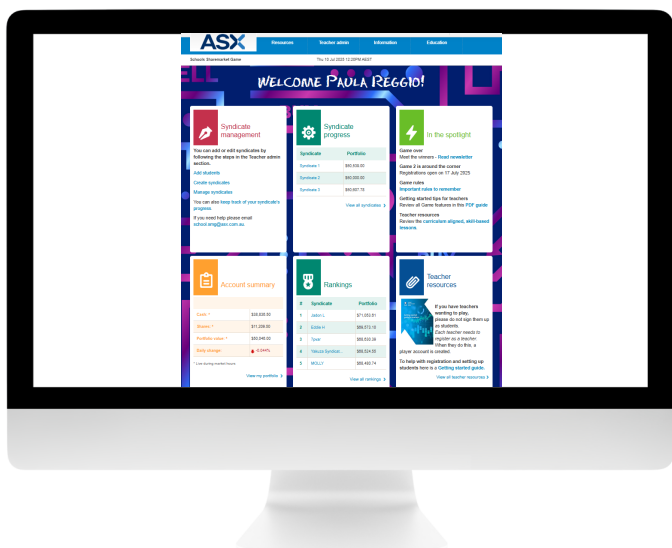 ASX
Resources
Teacher admin
Information
Education
Schools Sharemarket Game
Thu 10 Jul 2025 12:20PM AEST
WELCOME PAULA REGGIO!
Syndicate
management
You can add or edit syndicates by
following the steps in the Teacher admin
section.
Add students
Create syndicates
Manage syndicates
You can also keep track of your syndicate's
progress.
If you need help please email
Syndicate
progress
Syndicate Portfolio
Syndicate 1
Syndicate 2
Syndicate 3
View all syndicates
In the spotlight
Game over
Meet the winners - Read newsletter
Game 2 is around the corner
Registrations open on 17 July 2025
Game rules
Important rules to remember
Getting started tips for teachers
Review all Game features in this PDF guide
Teacher resources
Review the curriculum aligned, skill-based
lessons.
Account summary
Cash *
Shares *
Portfolio value *
Daily change
* Live during market hours
View my portfolio
Rankings
# Syndicate Portfolio
1 Jaxon L
2 Eddie H
3 Tyler
4
5 MOLLY
View all rankings
Teacher
resources
If you have teachers
wanting to play,
please do not sign them up
as students.
Each teacher needs to
register as a teacher.
When they do this, a
player account is created.
To help with registration and setting up
students here is a Getting started guide.
View all teacher resources